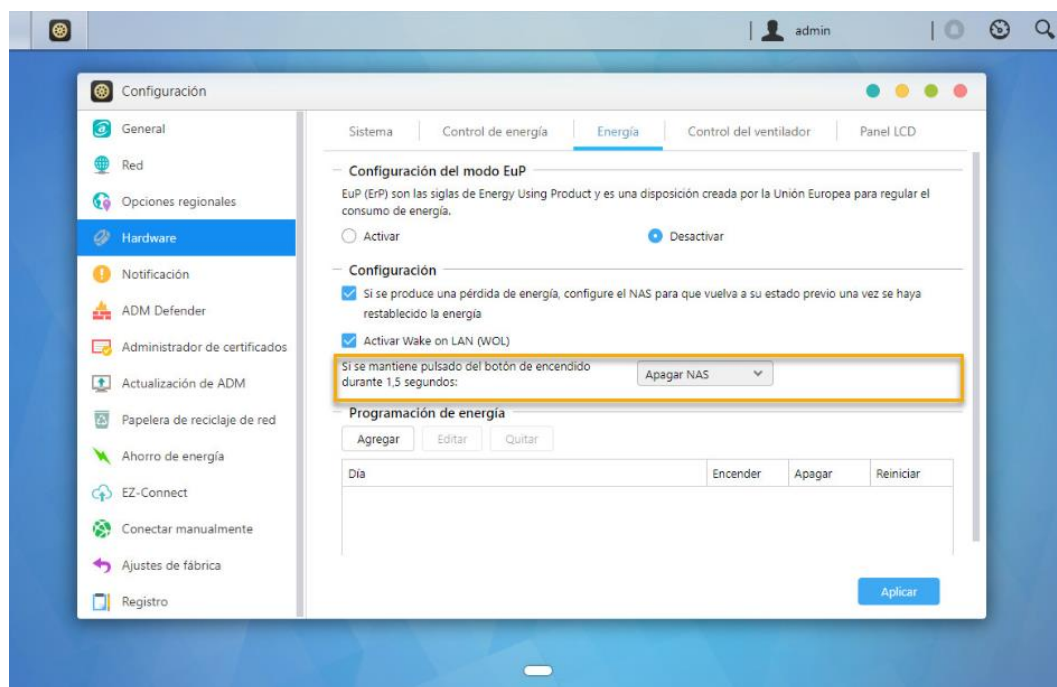 admin
Configuración
General
Red
Opciones regionales
Hardware
Notificación
ADM Defender
Administrador de certificados
Actualización de ADM
Papelera de reciclaje de red
Ahorro de energía
EZ-Connect
Conectar manualmente
Ajustes de fábrica
Registro
Sistema
Control de energía
Energía
Control del ventilador
Panel LCD
Configuración del modo EuP
EuP (ErP) son las siglas de Energy Using Product y es una disposición creada por la Unión Europea para regular el
consumo de energía.
Activar
Desactivar
Configuración
Si se produce una pérdida de energía, configure el NAS para que vuelva a su estado previo una vez se haya
restablecido la energía
Activar Wake on LAN (WOL)
Si se mantiene pulsado del botón de encendido
durante 1,5 segundos:
Apagar NAS
Programación de energía
Agregar
Editar
Quitar
Día
Encender
Apagar
Reiniciar
Aplicar